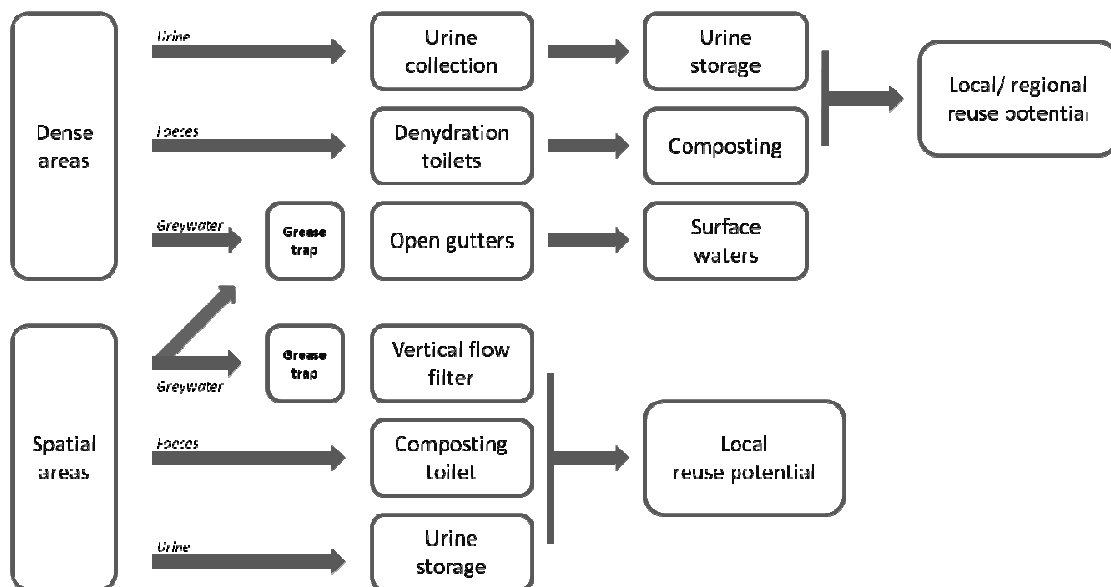 Dense
areas
Urine
Urine
collection
Urine
storage
Local/ regional
reuse potential
Faeces
Denydration
toilets
Composting
Greywater
Grease
trap
Open gutters
Surface
waters
Spatial
areas
Greywater
Grease
trap
Vertical flow
filter
Faeces
Composting
toilet
Local
reuse potential
Urine
Urine
storage